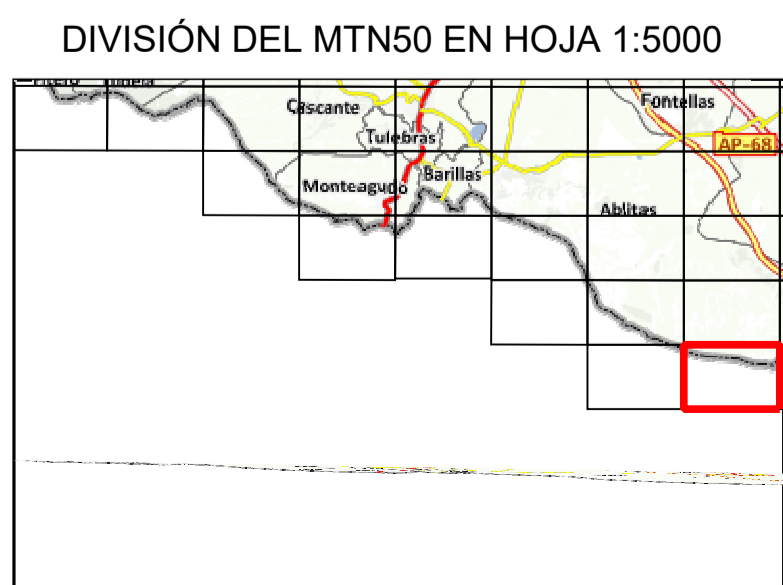 DIVISIÓN DEL MTN50 EN HOJA 1:5000
Fontellas
Cascante
Tulebras
AP-68
Barillas
Monteagudo
Ablitas